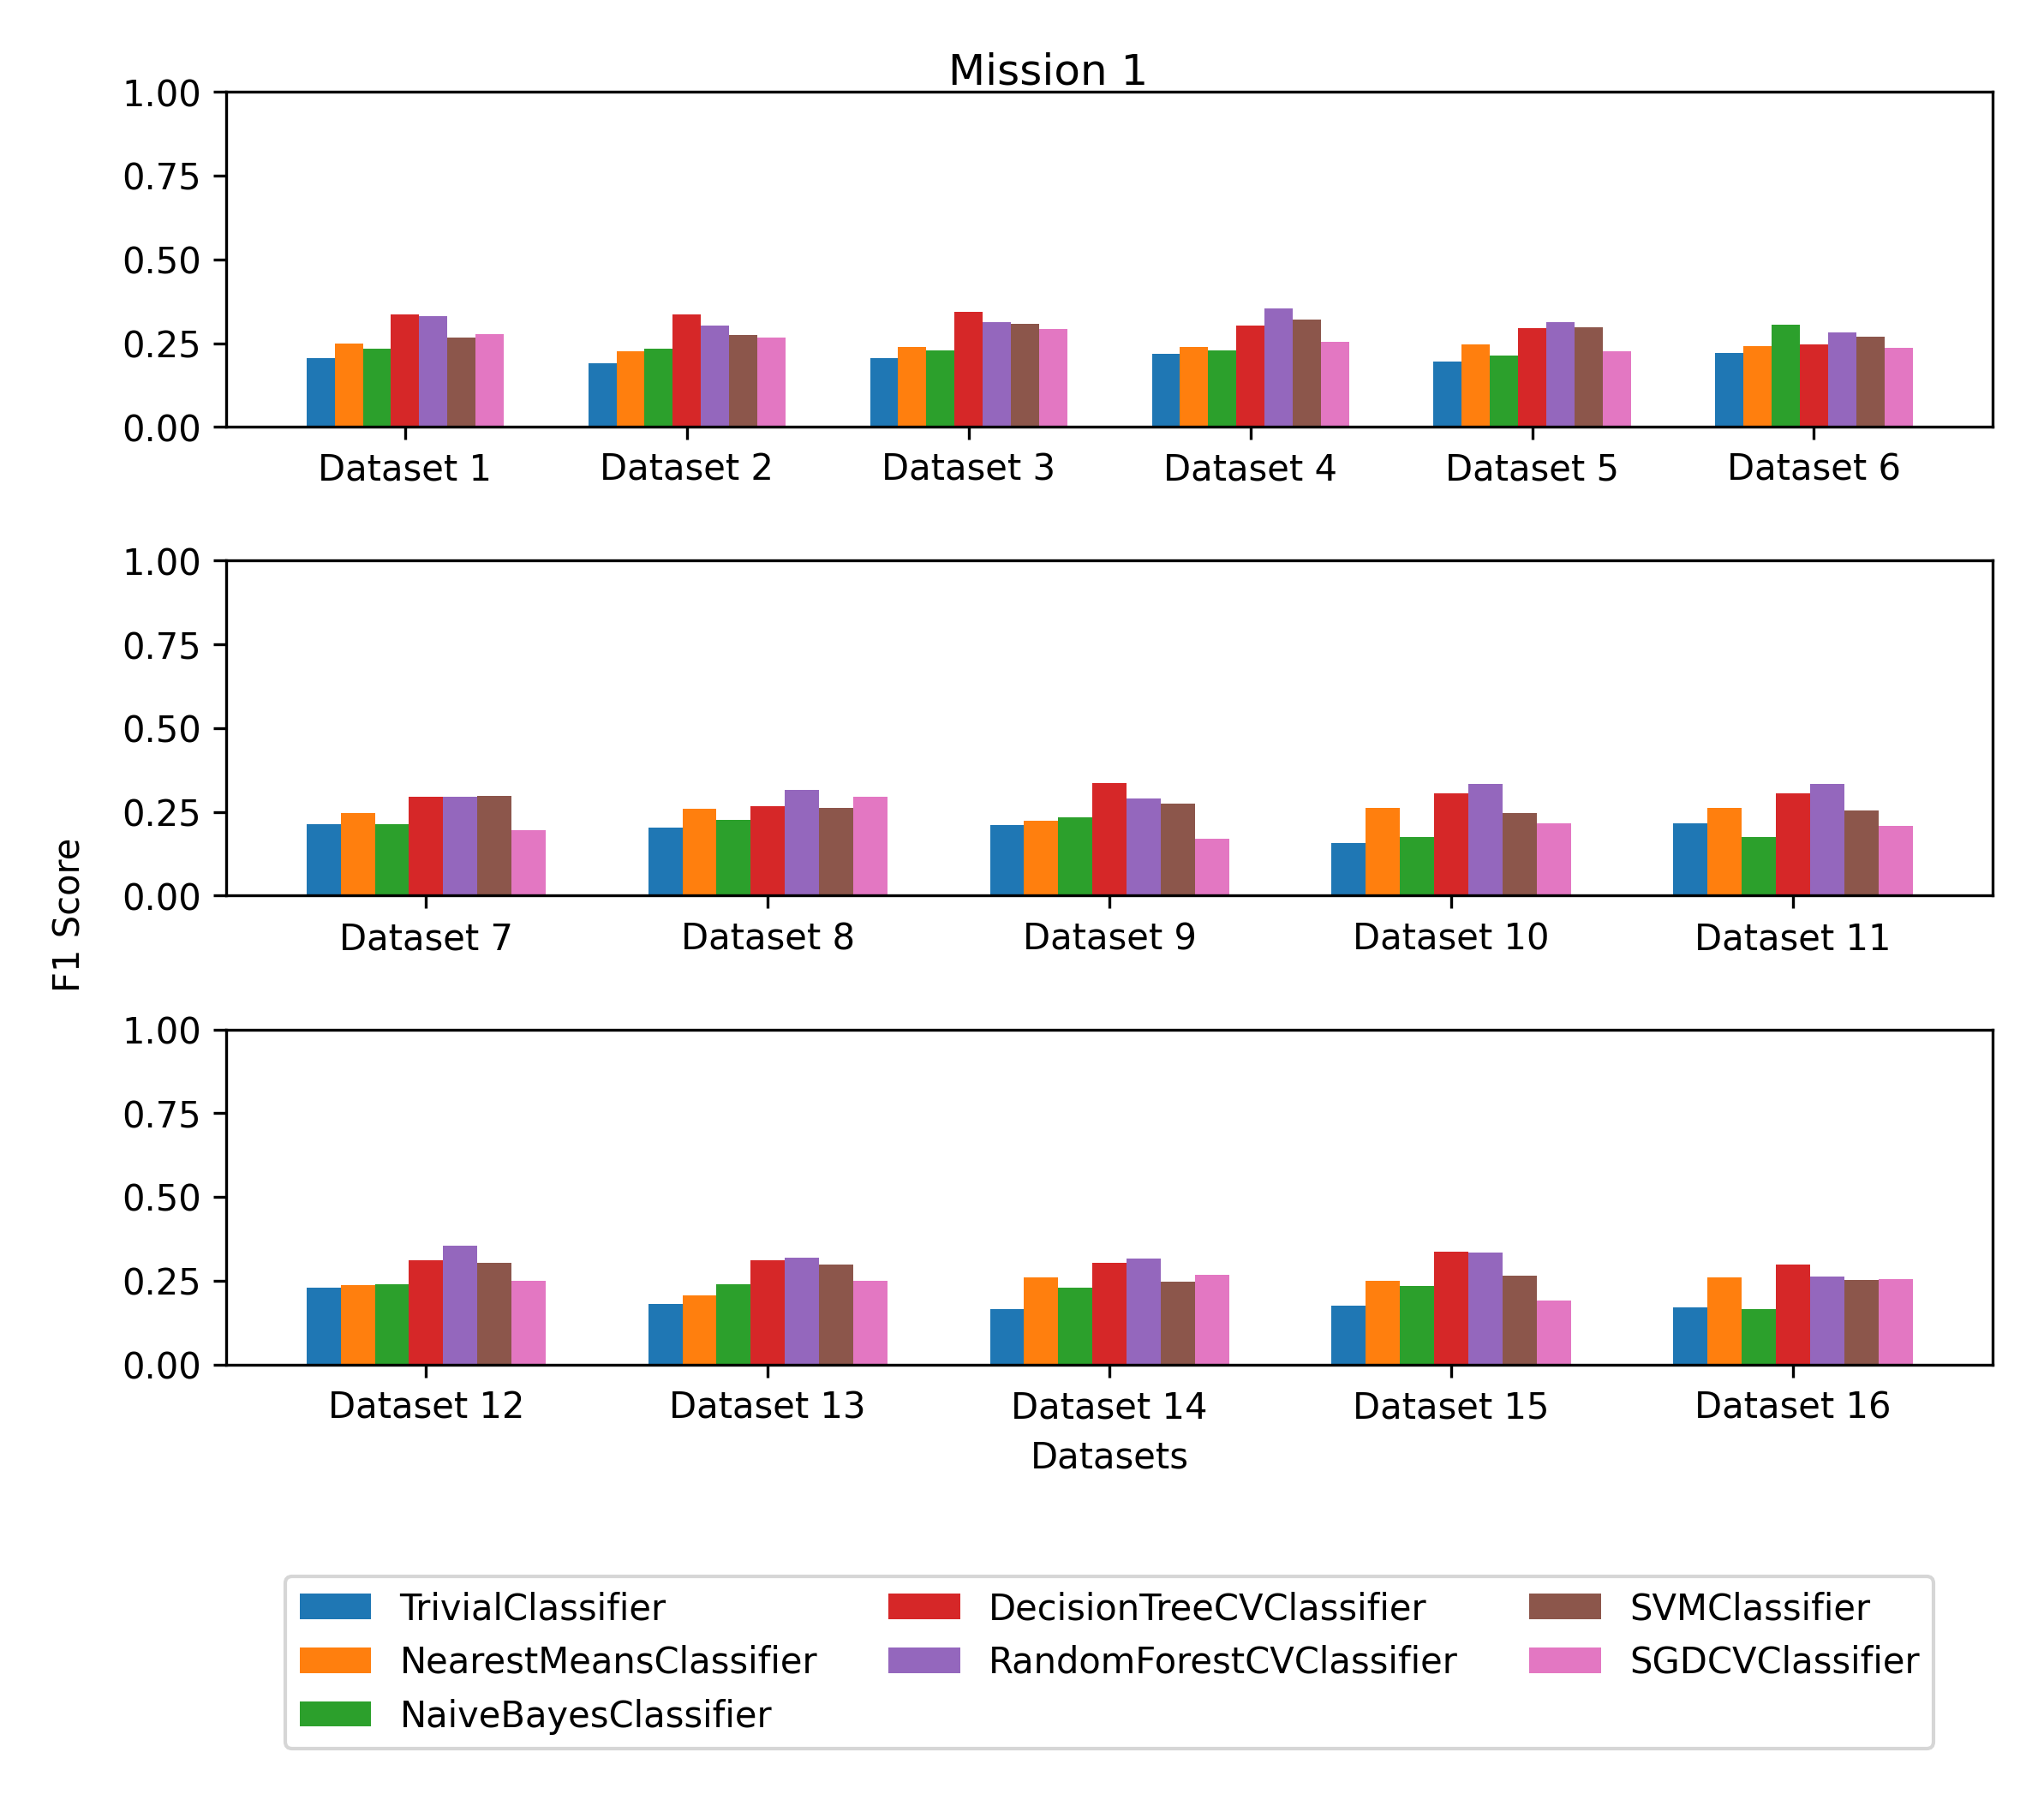 Mission 1
1.00
0.75
0.50
0.25
0.00
Dataset 1 Dataset 2 Dataset 3 Dataset 4 Dataset 5 Dataset 6
1.00
0.75
0.50
0.25
0.00
Dataset 7 Dataset 8 Dataset 9 Dataset 10 Dataset 11
F1 Score
1.00
0.75
0.50
0.25
0.00
Dataset 12 Dataset 13 Dataset 14 Dataset 15 Dataset 16
Datasets
TrivialClassifier DecisionTreeCVClassifier SVMClassifier
NearestMeansClassifier RandomForestCVClassifier SGDCVClassifier
NaiveBayesClassifier